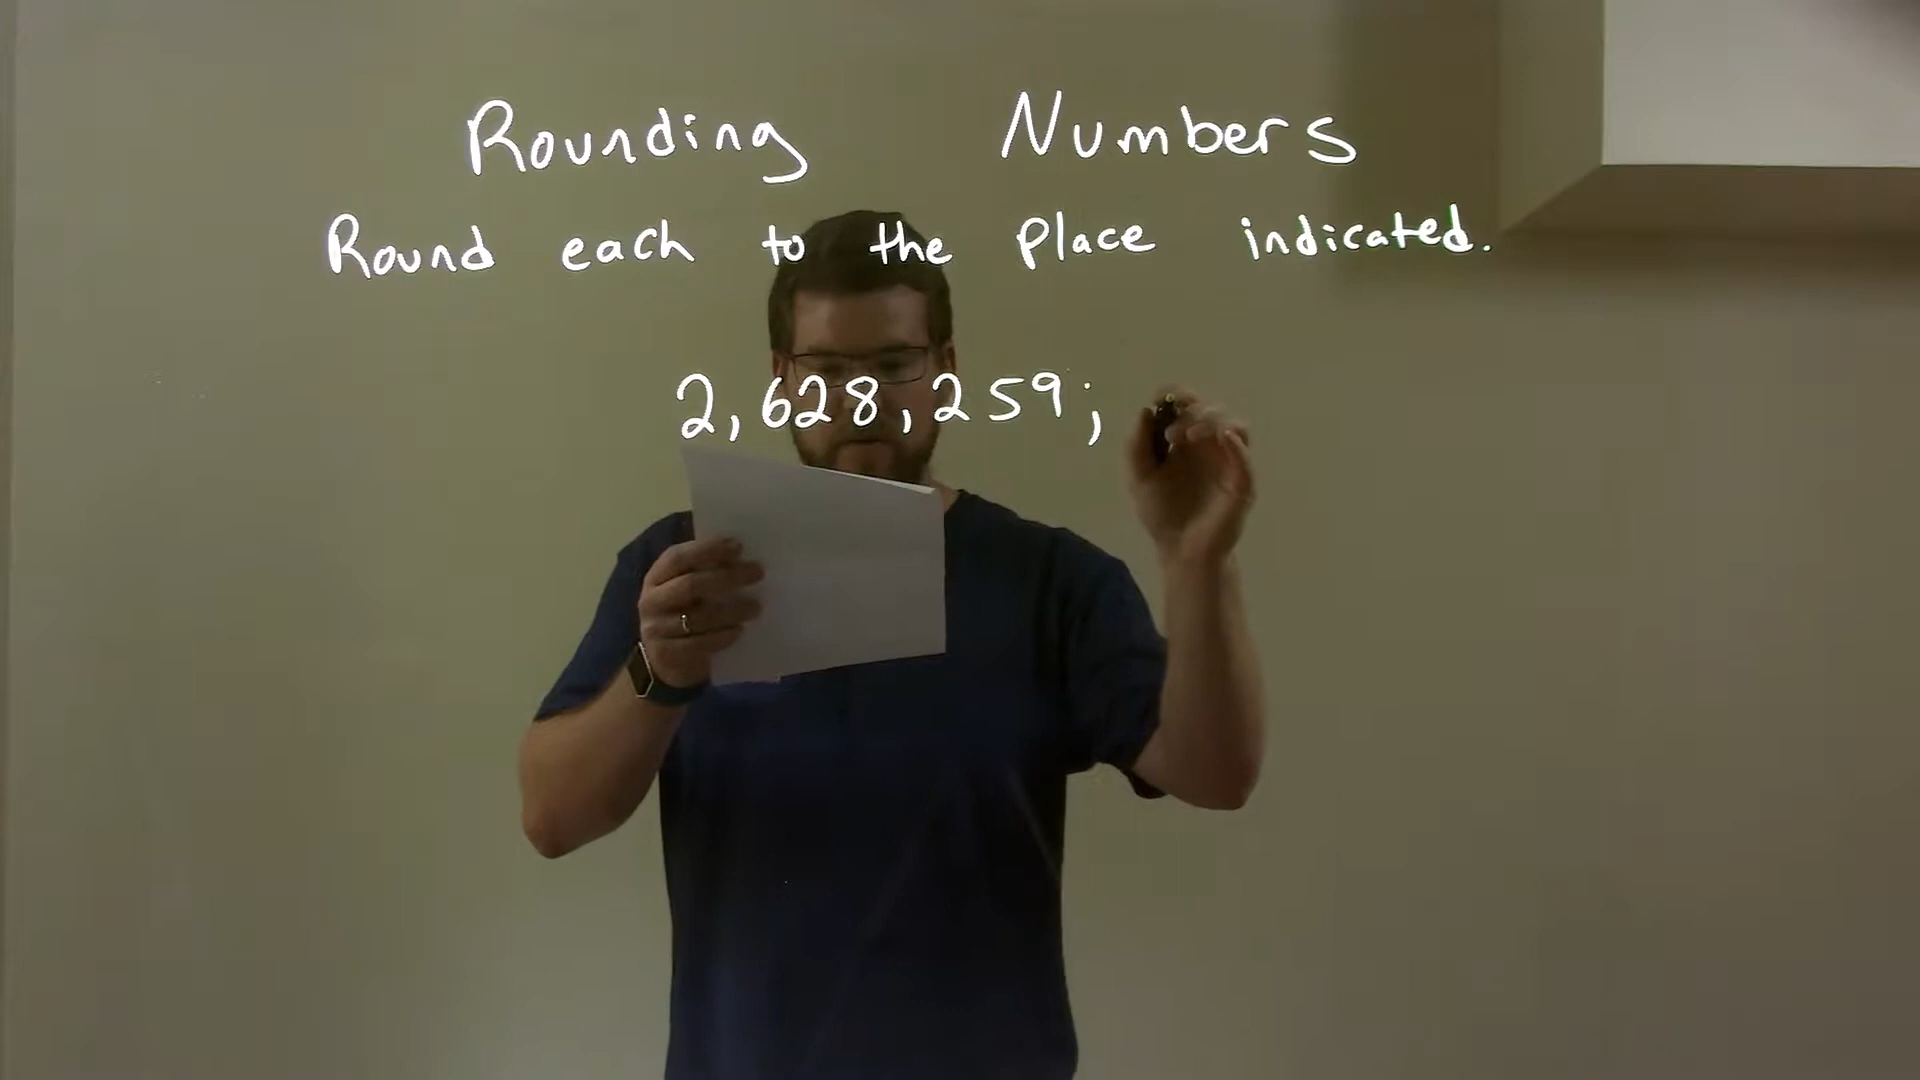 Rounding Numbers
Round each to the place indicated.
2,628,259;